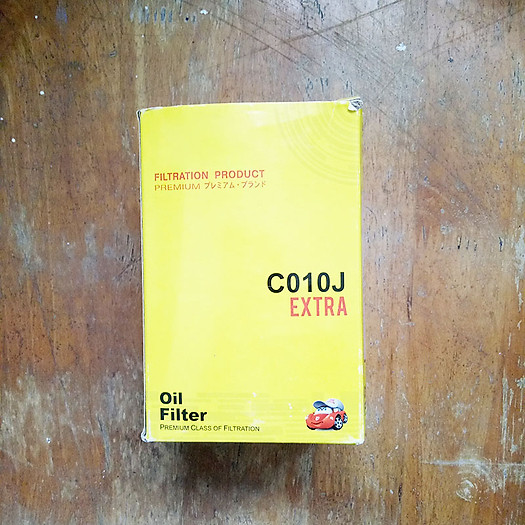 FILTRATION PRODUCT
PREMIUM プレミアム・ブランド
C010J
EXTRA
Oil
Filter
PREMIUM CLASS OF FILTRATION